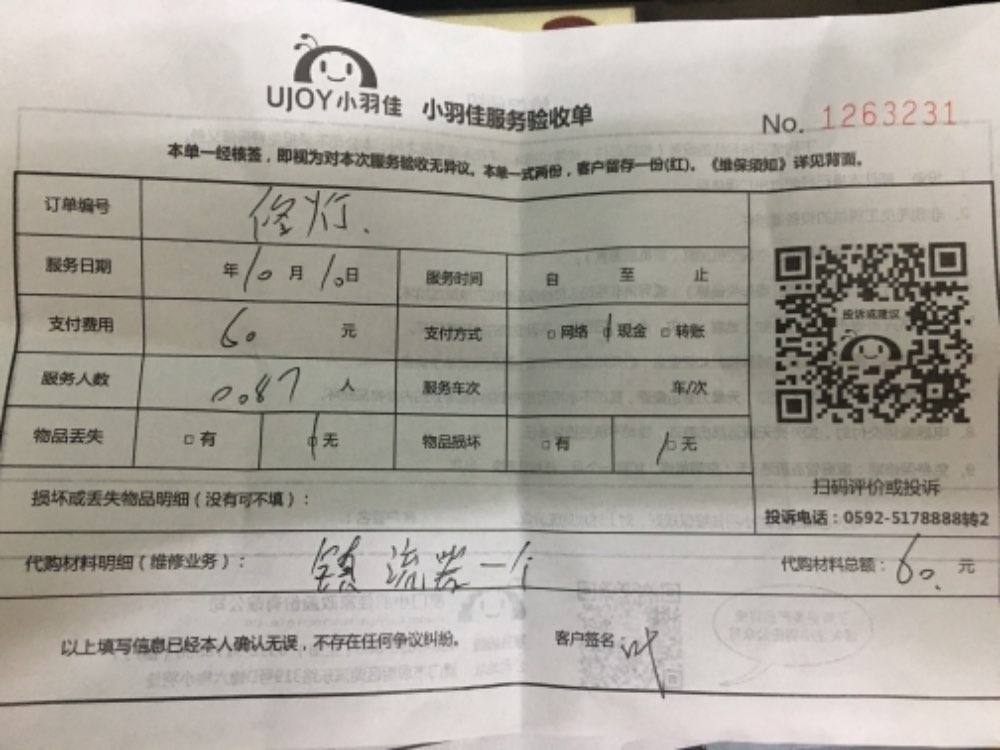 UJOY小羽佳 小羽佳服务验收单
No. 1263231
本单一经核签，即视为对本次服务验收无异议。本单一式两份，客户留存一份(红)。《维保须知》详见背面。
订单编号 修灯.
服务日期 年10月10日 服务时间 自 至 止
支付费用 60 元 支付方式 □网络 □现金 □转账
投诉或建议
服务人数 0087 人 服务车次 车/次
物品丢失 □有 □无 物品损坏 □有 □无
扫码评价或投诉
损坏或丢失物品明细（没有可不填）：
投诉电话：0592-5178888转2
代购材料明细（维修业务）： 镇流器一个 代购材料总额：60. 元
以上填写信息已经本人确认无误，不存在任何争议纠纷。 客户签名：叶